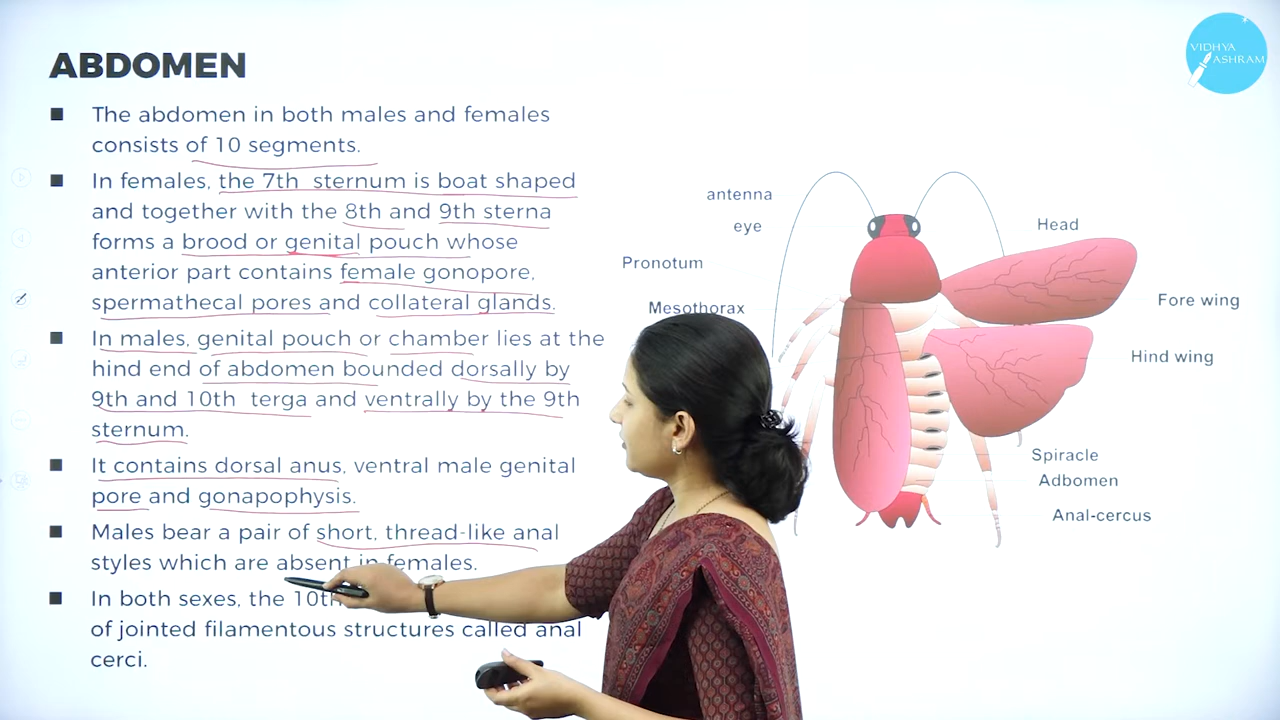 VIDHYA
ASHRAM
ABDOMEN
The abdomen in both males and females
consists of 10 segments.
In females, the 7th sternum is boat shaped
and together with the 8th and 9th sterna
forms a brood or genital pouch whose
anterior part contains female gonopore,
spermathecal pores and collateral glands.
In males, genital pouch or chamber lies at the
hind end of abdomen bounded dorsally by
9th and 10th terga and ventrally by the 9th
sternum.
It contains dorsal anus, ventral male genital
pore and gonapophysis.
Males bear a pair of short, thread-like anal
styles which are absent in females.
In both sexes, the 10th
of jointed filamentous structures called anal
cerci.
antenna
eye
Pronotum
Mesothorax
Head
Fore wing
Hind wing
Spiracle
Adbomen
Anal-cercus